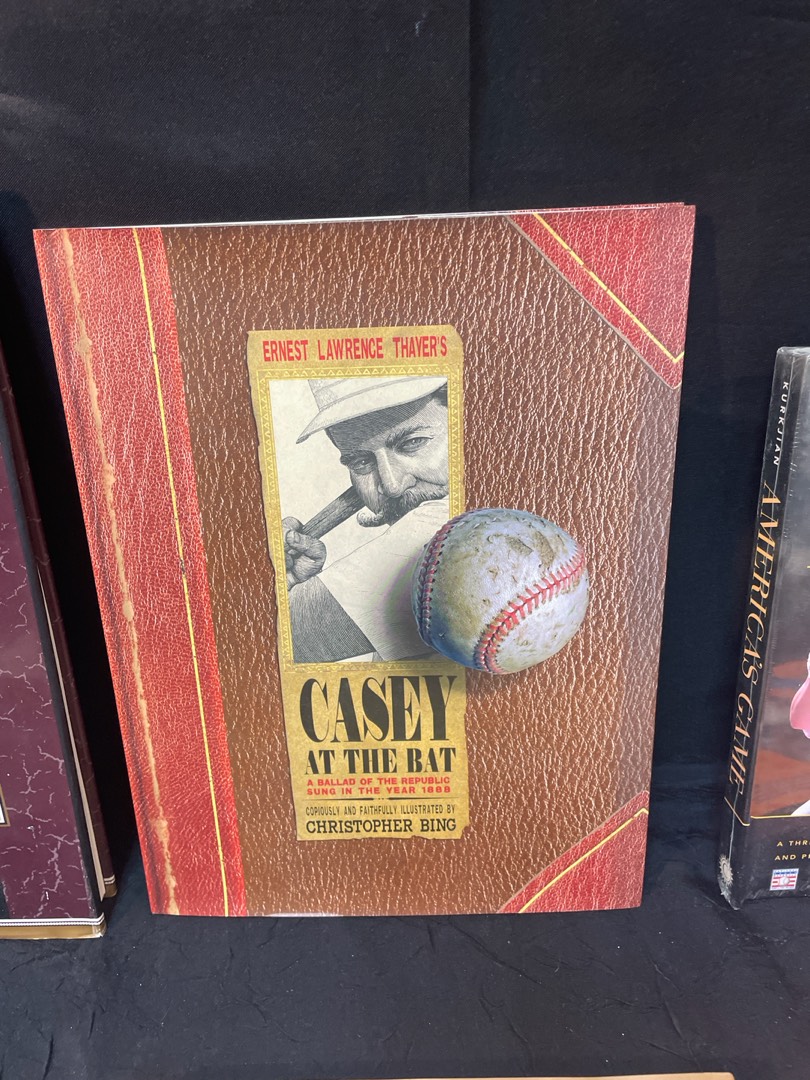 ERNEST LAWRENCE THAYER'S
CASEY
AT THE BAT
A BALLAD OF THE REPUBLIC
SUNG IN THE YEAR 1888
COPIOUSLY AND FAITHFULLY ILLUSTRATED BY
CHRISTOPHER BING
KURKJIAN
AMERICA'S GAME
A
AND